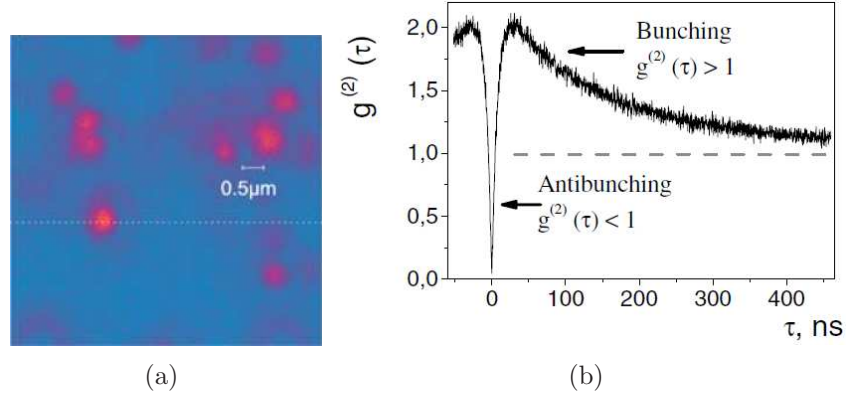 0.5μm
(a)
g⁽²⁾ (τ)
2,0
1,5
1,0
0,5
0,0
Bunching
g⁽²⁾ (τ) > 1
Antibunching
g⁽²⁾ (τ) < 1
0 100 200 300 400
τ, ns
(b)